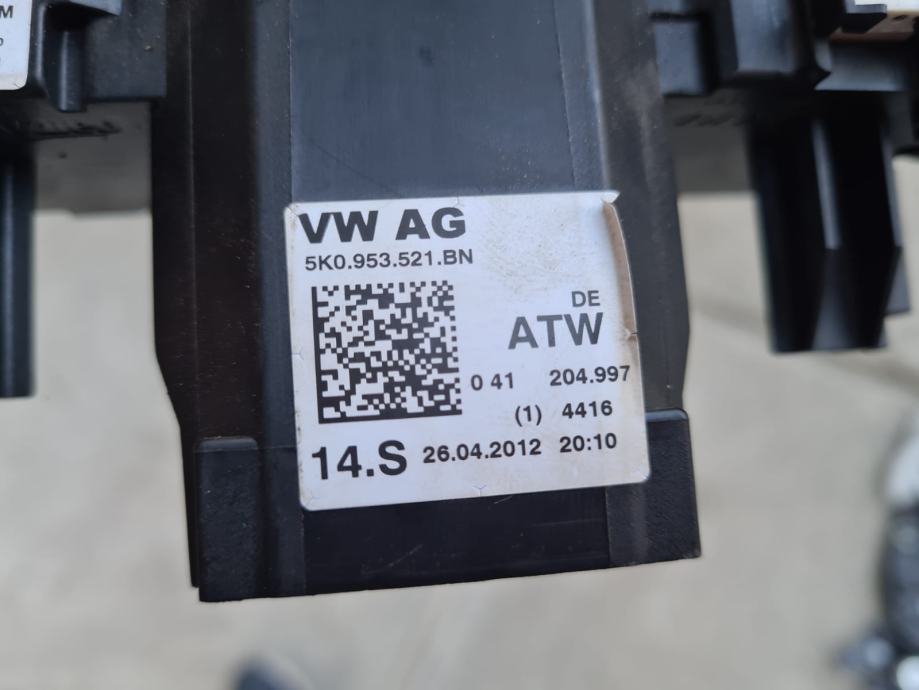 M
VW AG
5K0.953.521.BN
DE
ATW
0 41 204.997
(1) 4416
14.S 26.04.2012 20:10